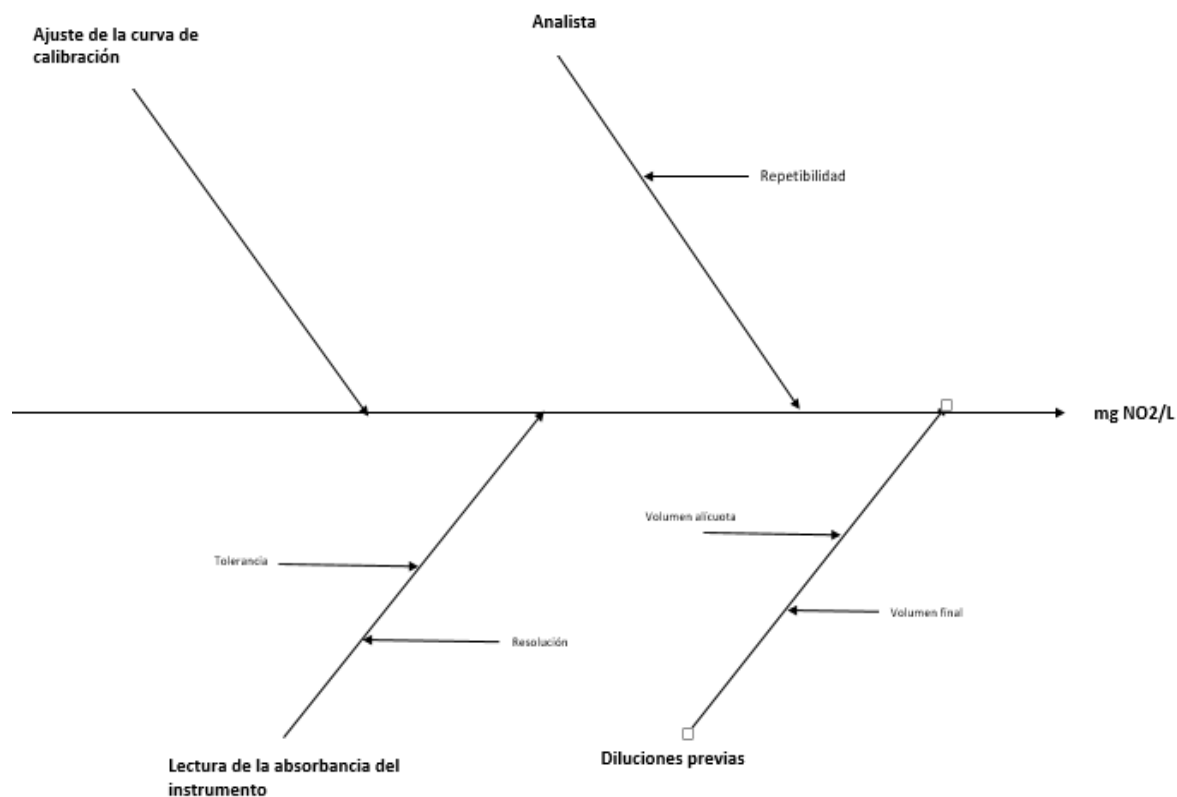 Analista
Ajuste de la curva de
calibración
Repetibilidad
mg NO2/L
Volumen alícuota
Tolerancia
Volumen final
Resolución
Diluciones previas
Lectura de la absorbancia del
instrumento